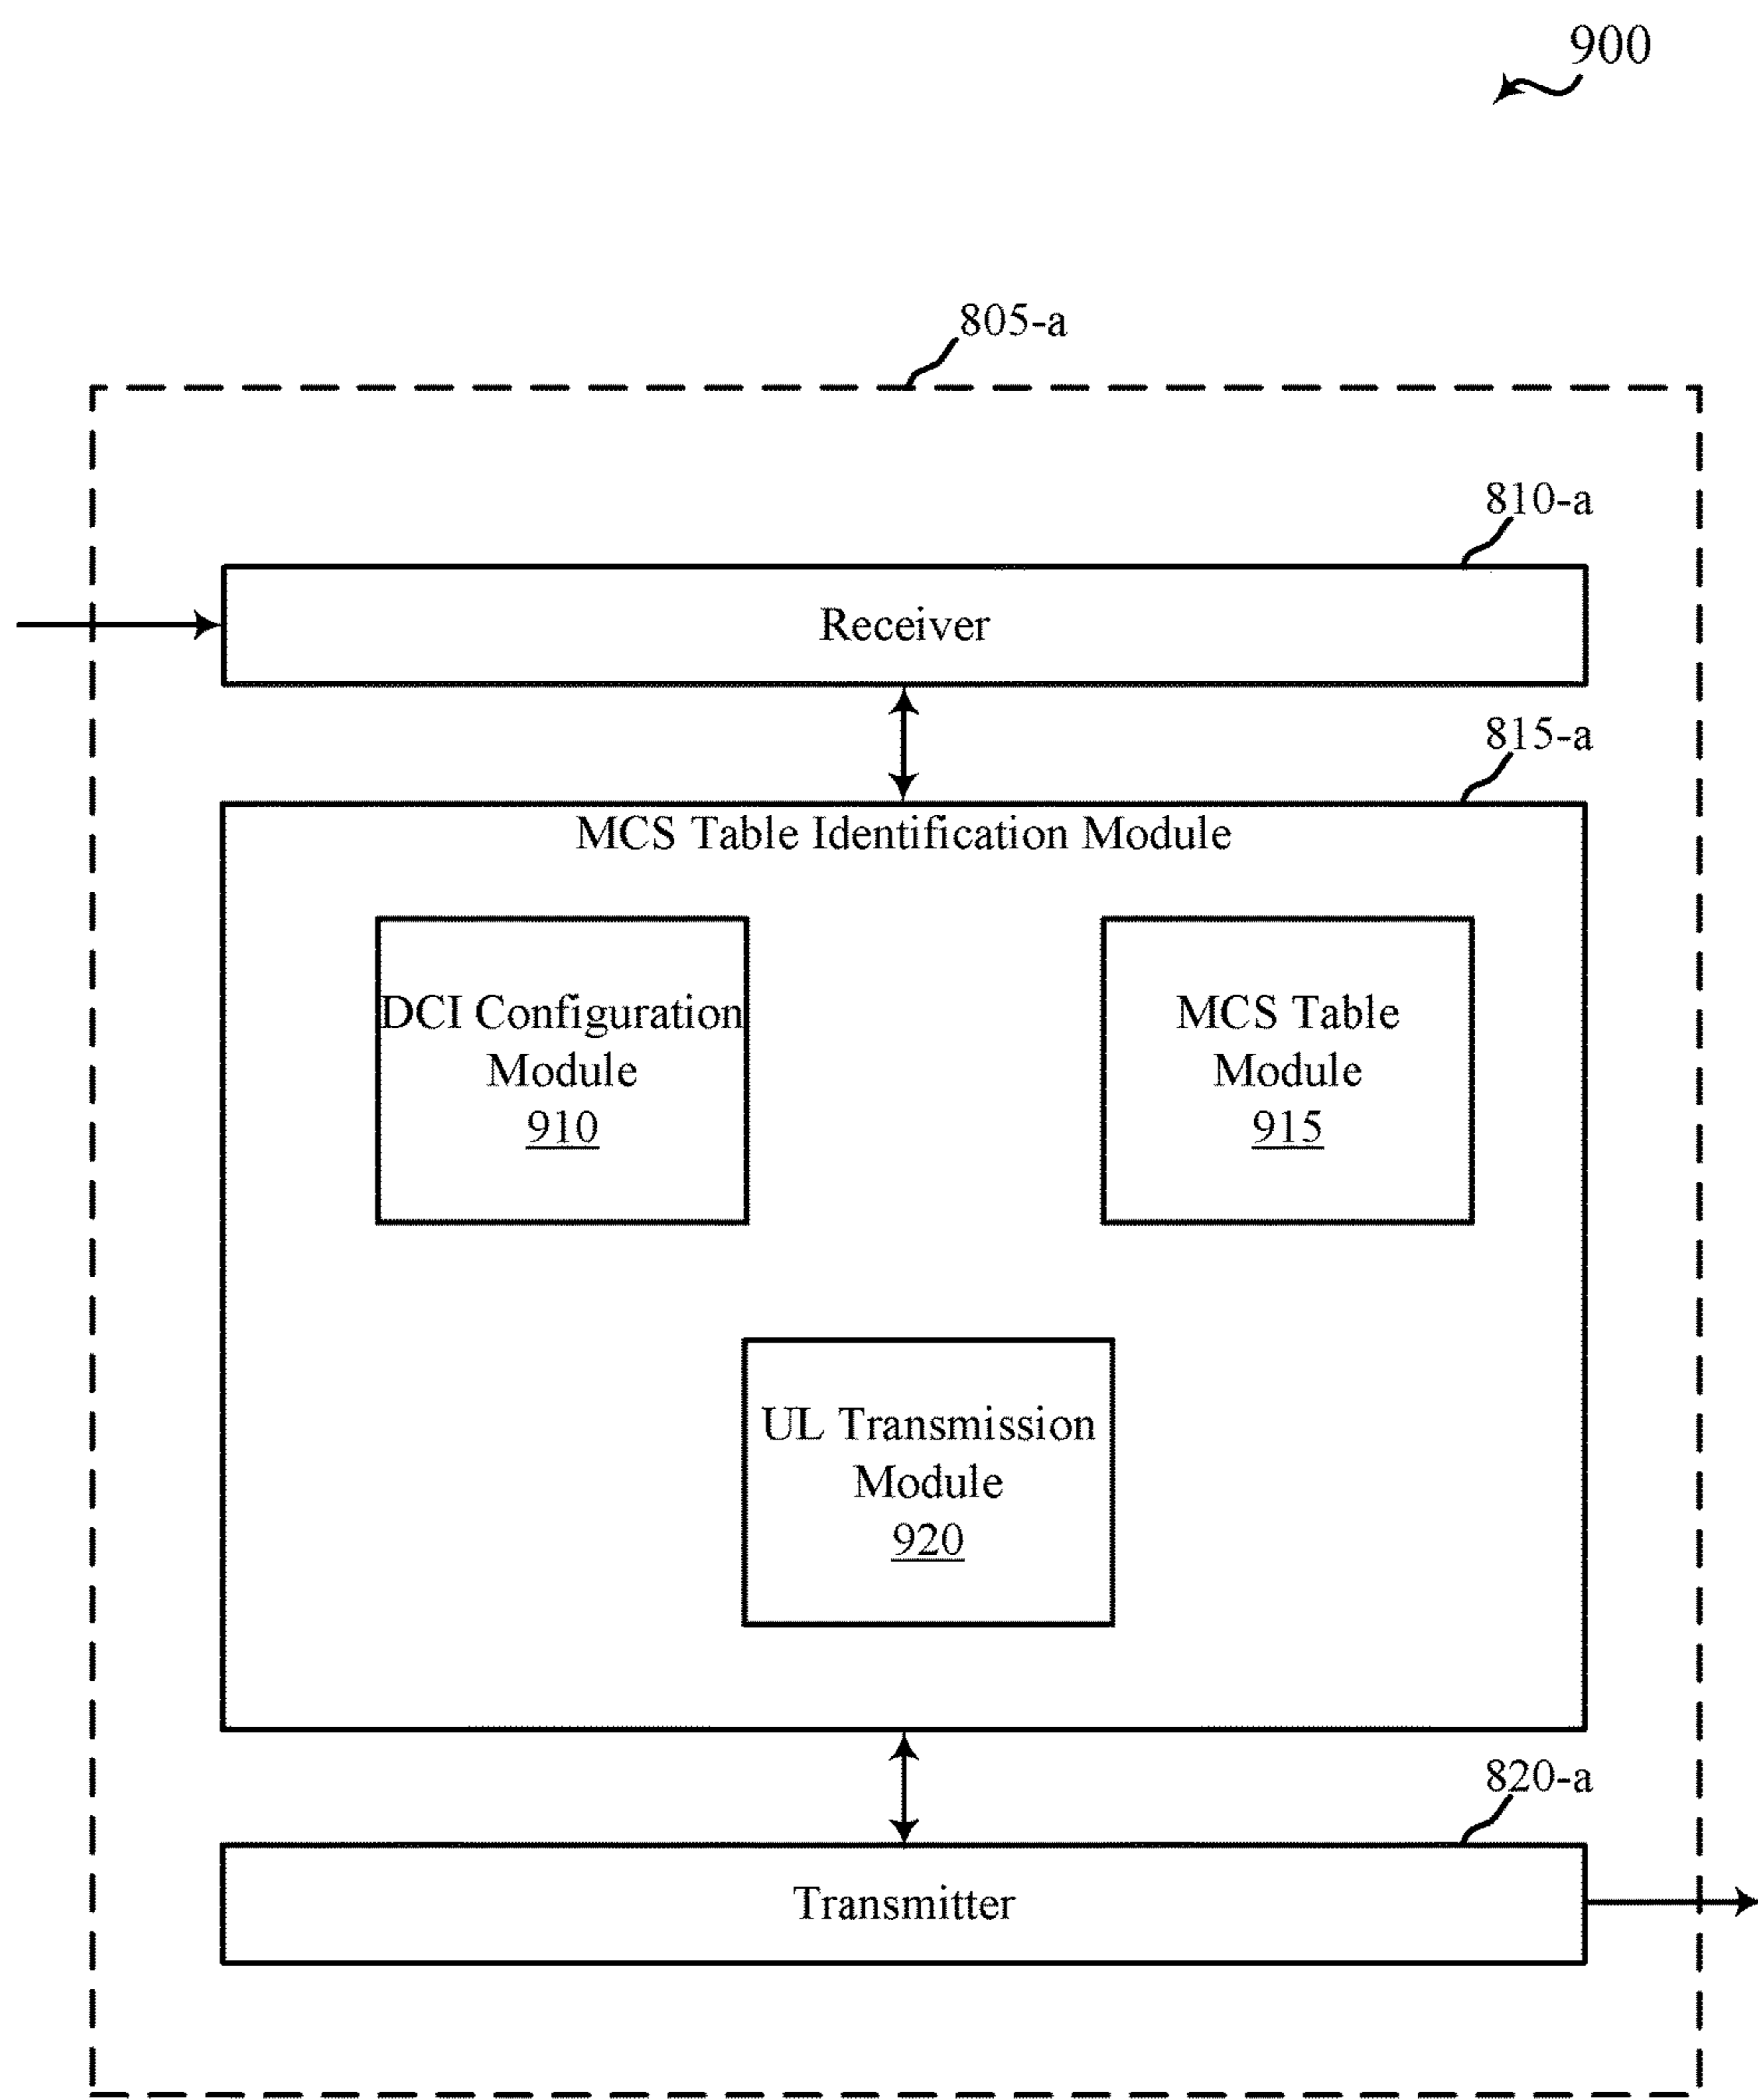 900
805-a
810-a
Receiver
815-a
MCS Table Identification Module
DCI Configuration
Module
910
MCS Table
Module
915
UL Transmission
Module
920
820-a
Transmitter